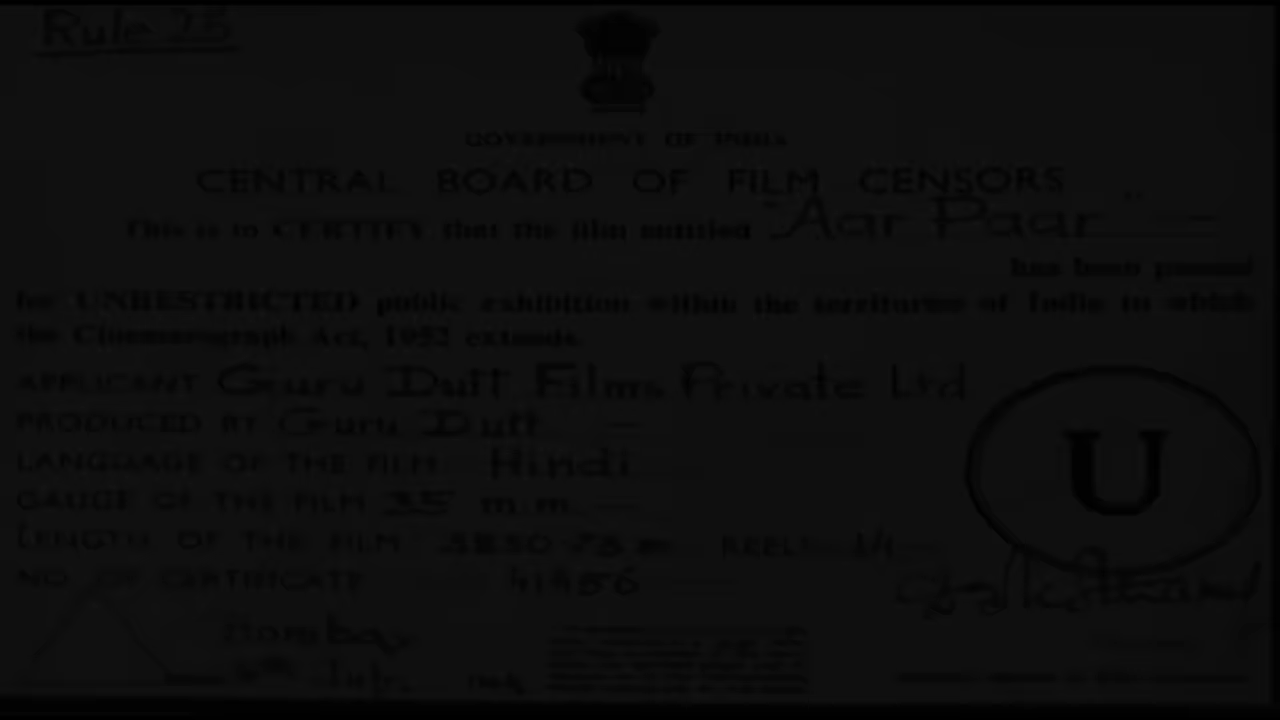 Rule 25
GOVERNMENT OF INDIA
CENTRAL BOARD OF FILM CENSORS
This is to CERTIFY that the film entitled "Aar Paar"
has been passed
for UNRESTRICTED public exhibition within the territories of India to which
the Cinematograph Act, 1952 extends.
APPLICANT Guru Dutt Films Private Ltd
PRODUCED BY Guru Dutt
LANGUAGE OF THE FILM Hindi
GAUGE OF THE FILM 35 m.m.
LENGTH OF THE FILM REELS
NO. OF CERTIFICATE
U
Bombay